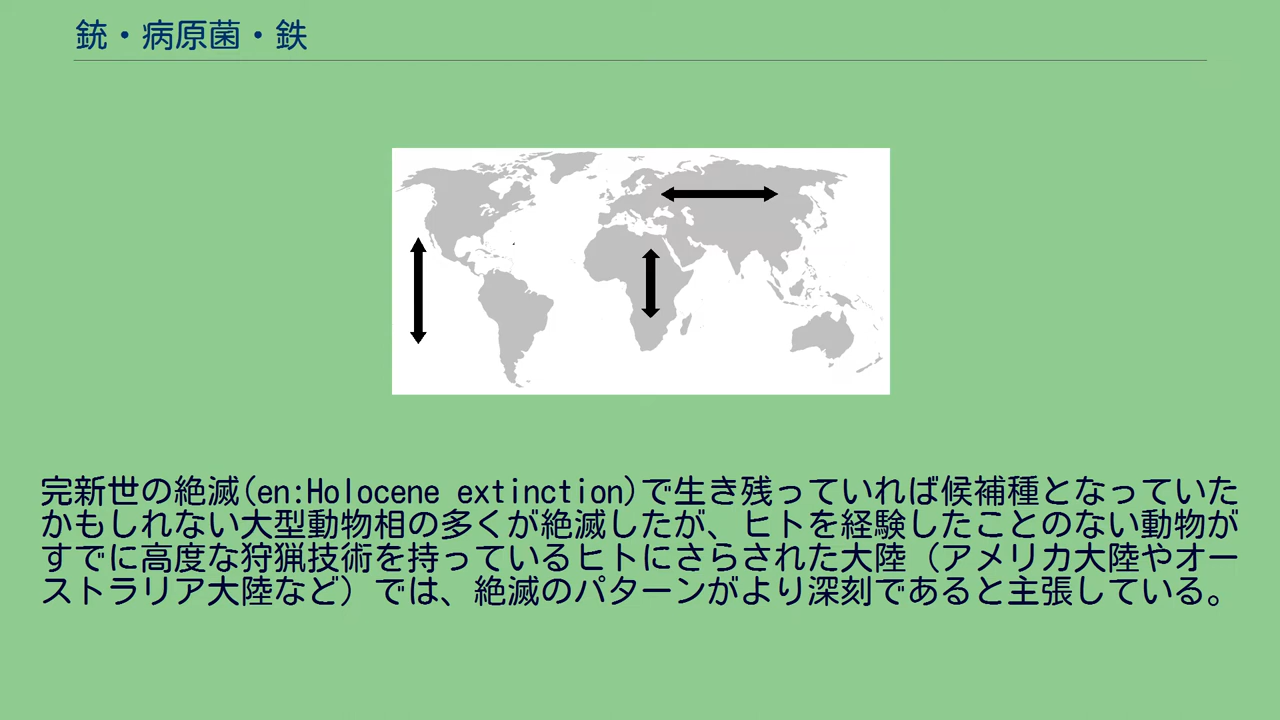 銃・病原菌・鉄
完新世の絶滅(en:Holocene extinction)で生き残っていれば候補種となっていた
かもしれない大型動物相の多くが絶滅したが、ヒトを経験したことのない動物が
すでに高度な狩猟技術を持っているヒトにさらされた大陸（アメリカ大陸やオー
ストラリア大陸など）では、絶滅のパターンがより深刻であると主張している。